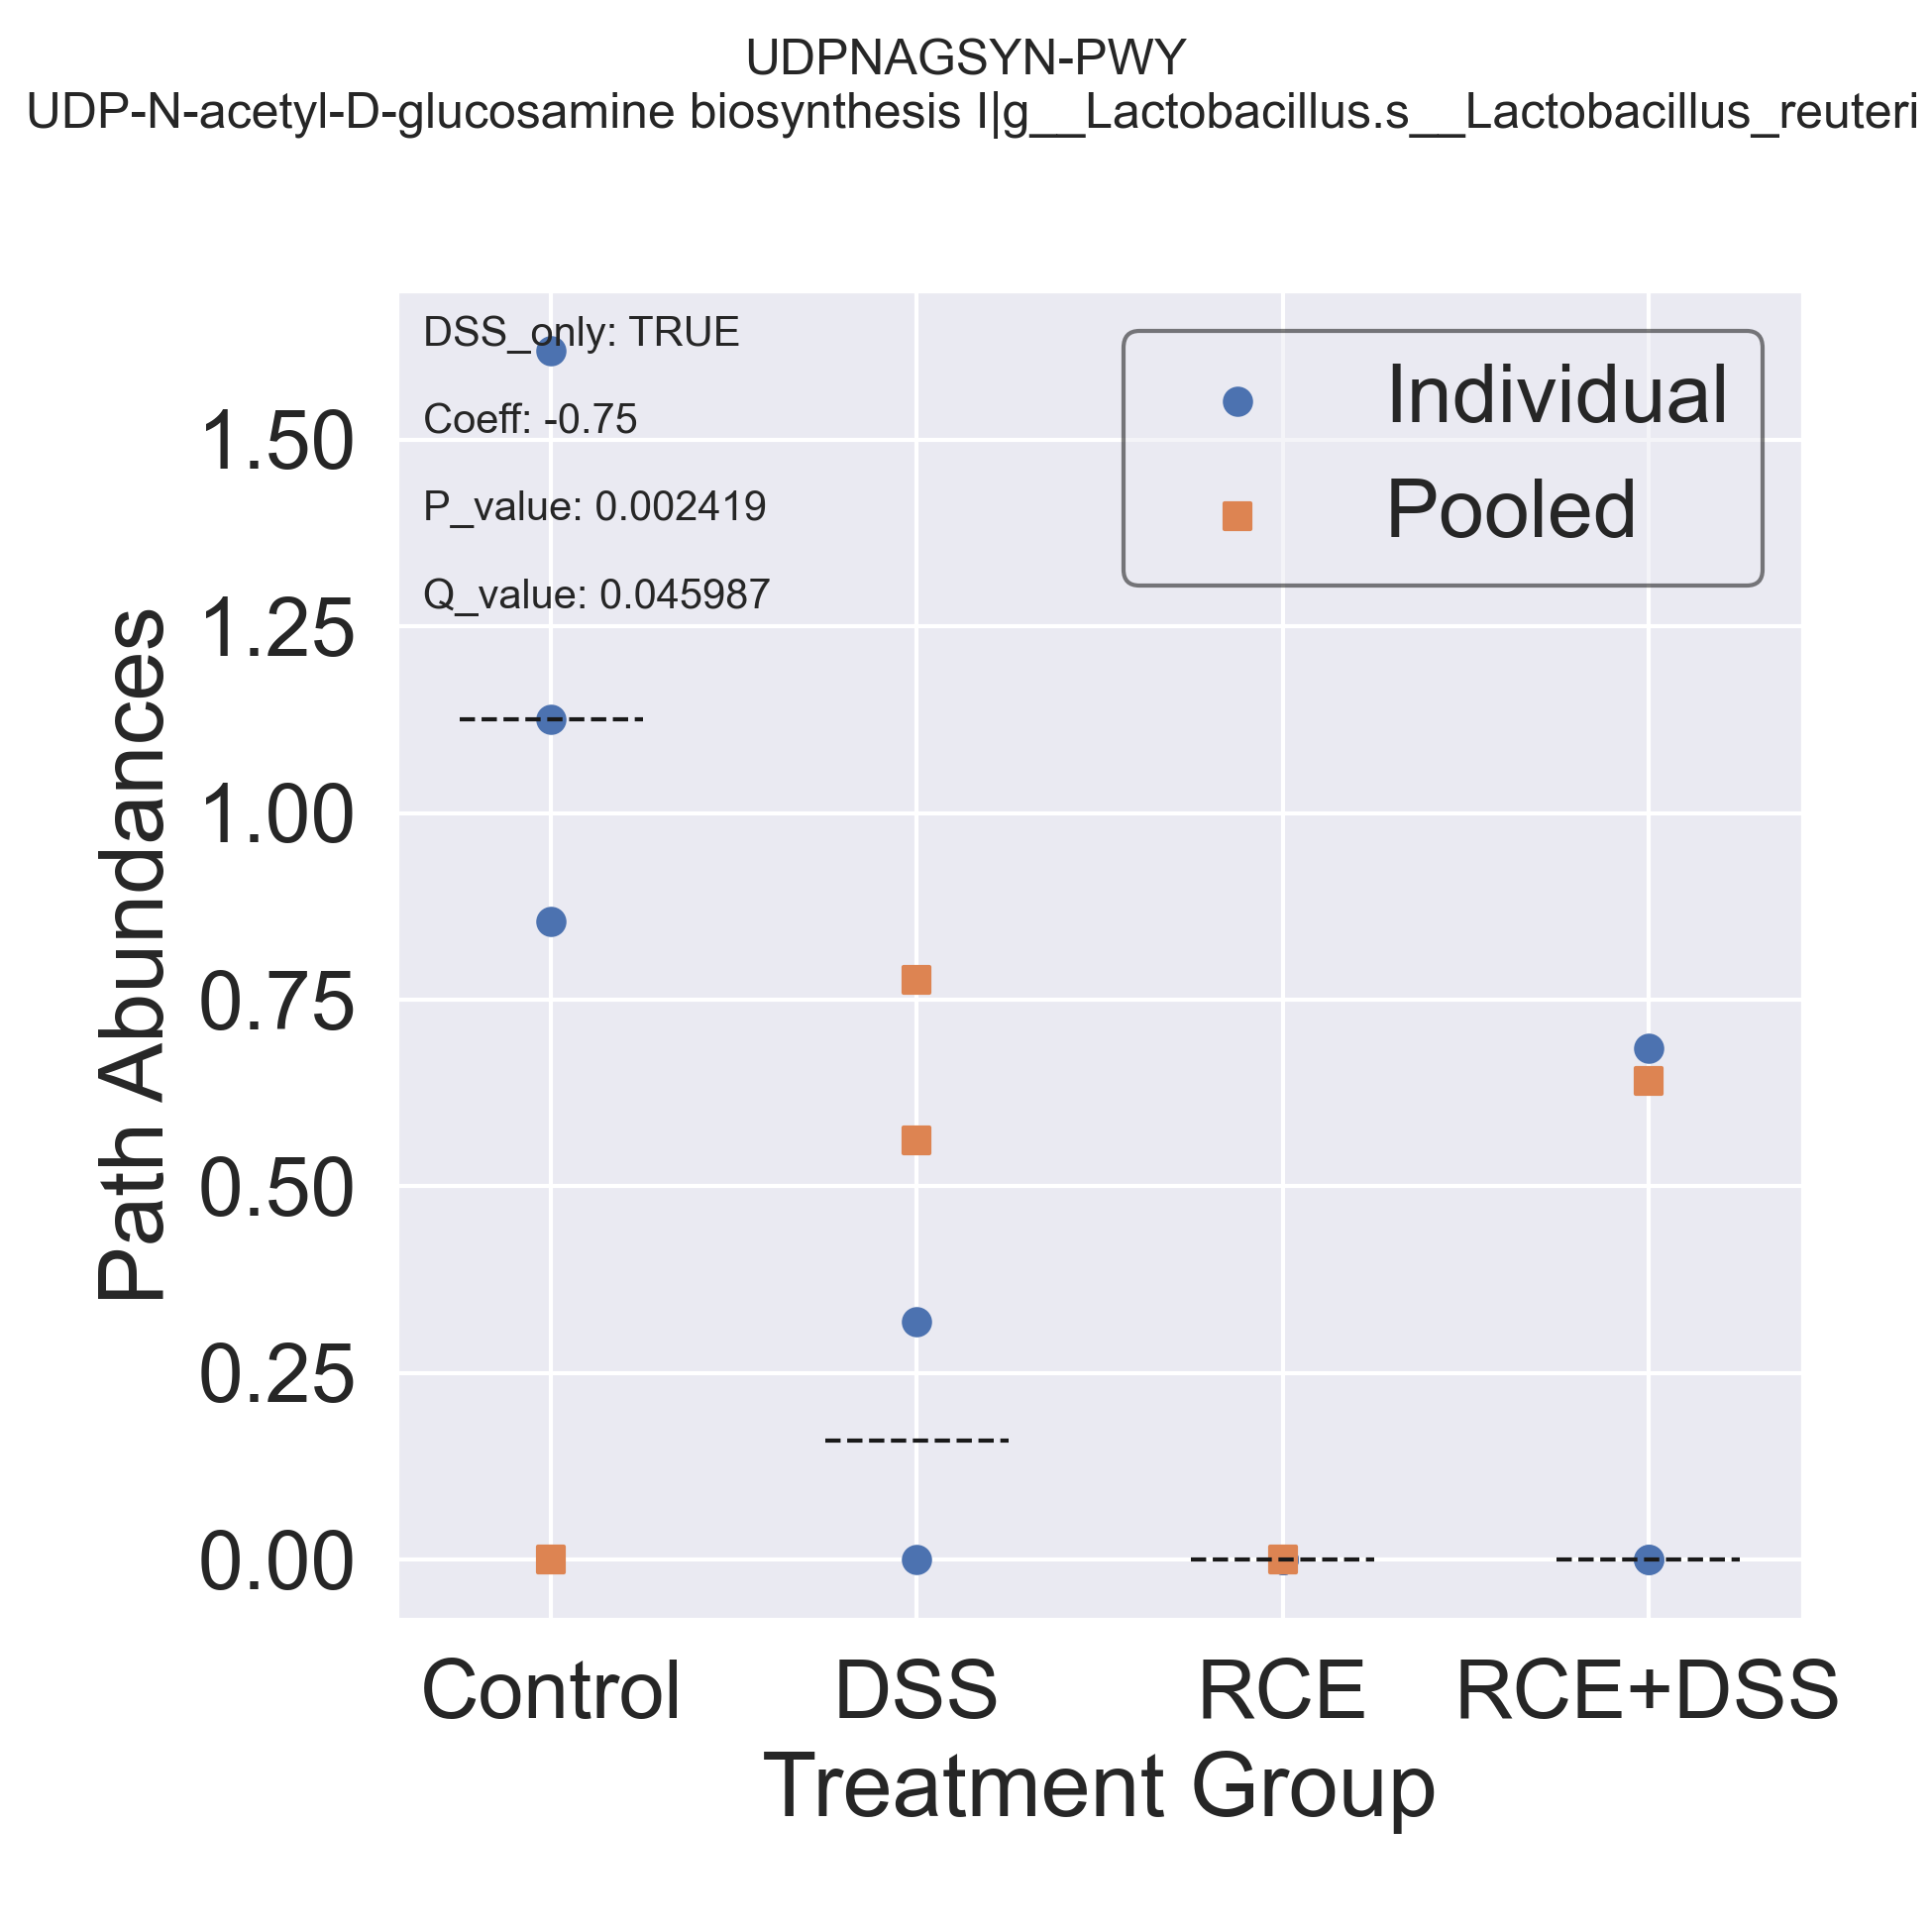 UDPNAGSYN-PWY
UDP-N-acetyl-D-glucosamine biosynthesis I|g__Lactobacillus.s__Lactobacillus_reuteri
DSS_only: TRUE
Coeff: -0.75
P_value: 0.002419
Q_value: 0.045987
Individual
Pooled
Path Abundances
1.50
1.25
1.00
0.75
0.50
0.25
0.00
Control
DSS
RCE
RCE+DSS
Treatment Group